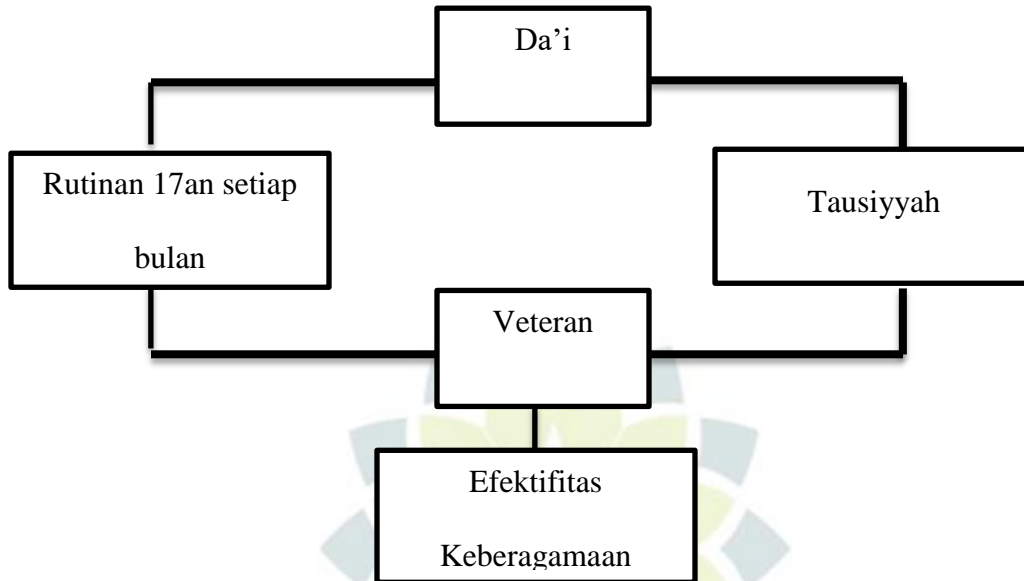 Da’i
Rutinan 17an setiap
bulan
Tausiyyah
Veteran
Efektifitas
Keberagamaan